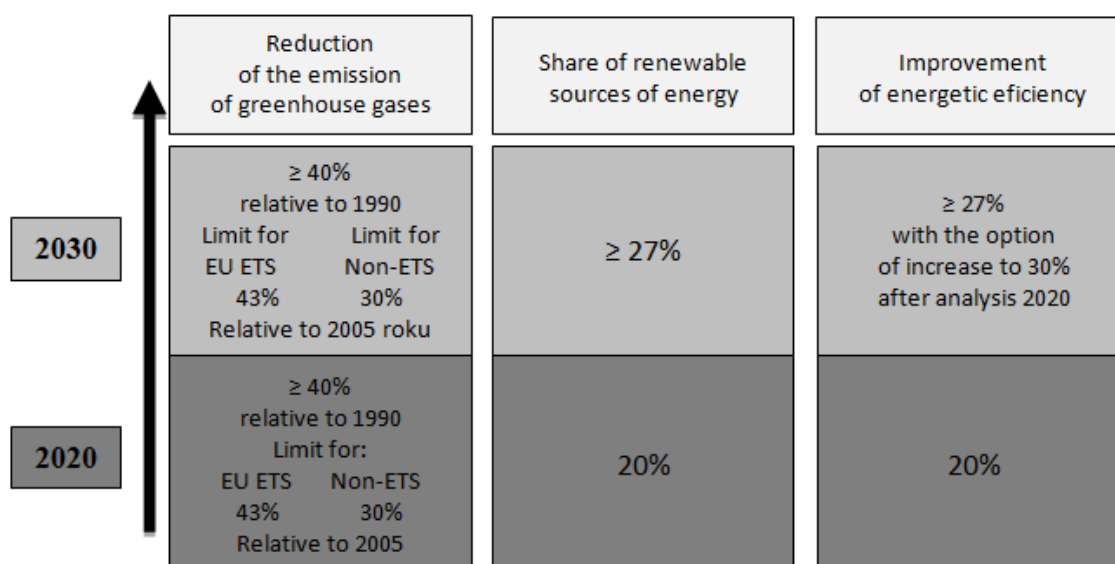 Reduction
of the emission
of greenhouse gases
Share of renewable
sources of energy
Improvement
of energetic eficiency
2030
≥ 40%
relative to 1990
Limit for Limit for
EU ETS Non-ETS
43% 30%
Relative to 2005 roku
≥ 27%
≥ 27%
with the option
of increase to 30%
after analysis 2020
2020
≥ 40%
relative to 1990
Limit for:
EU ETS Non-ETS
43% 30%
Relative to 2005
20%
20%